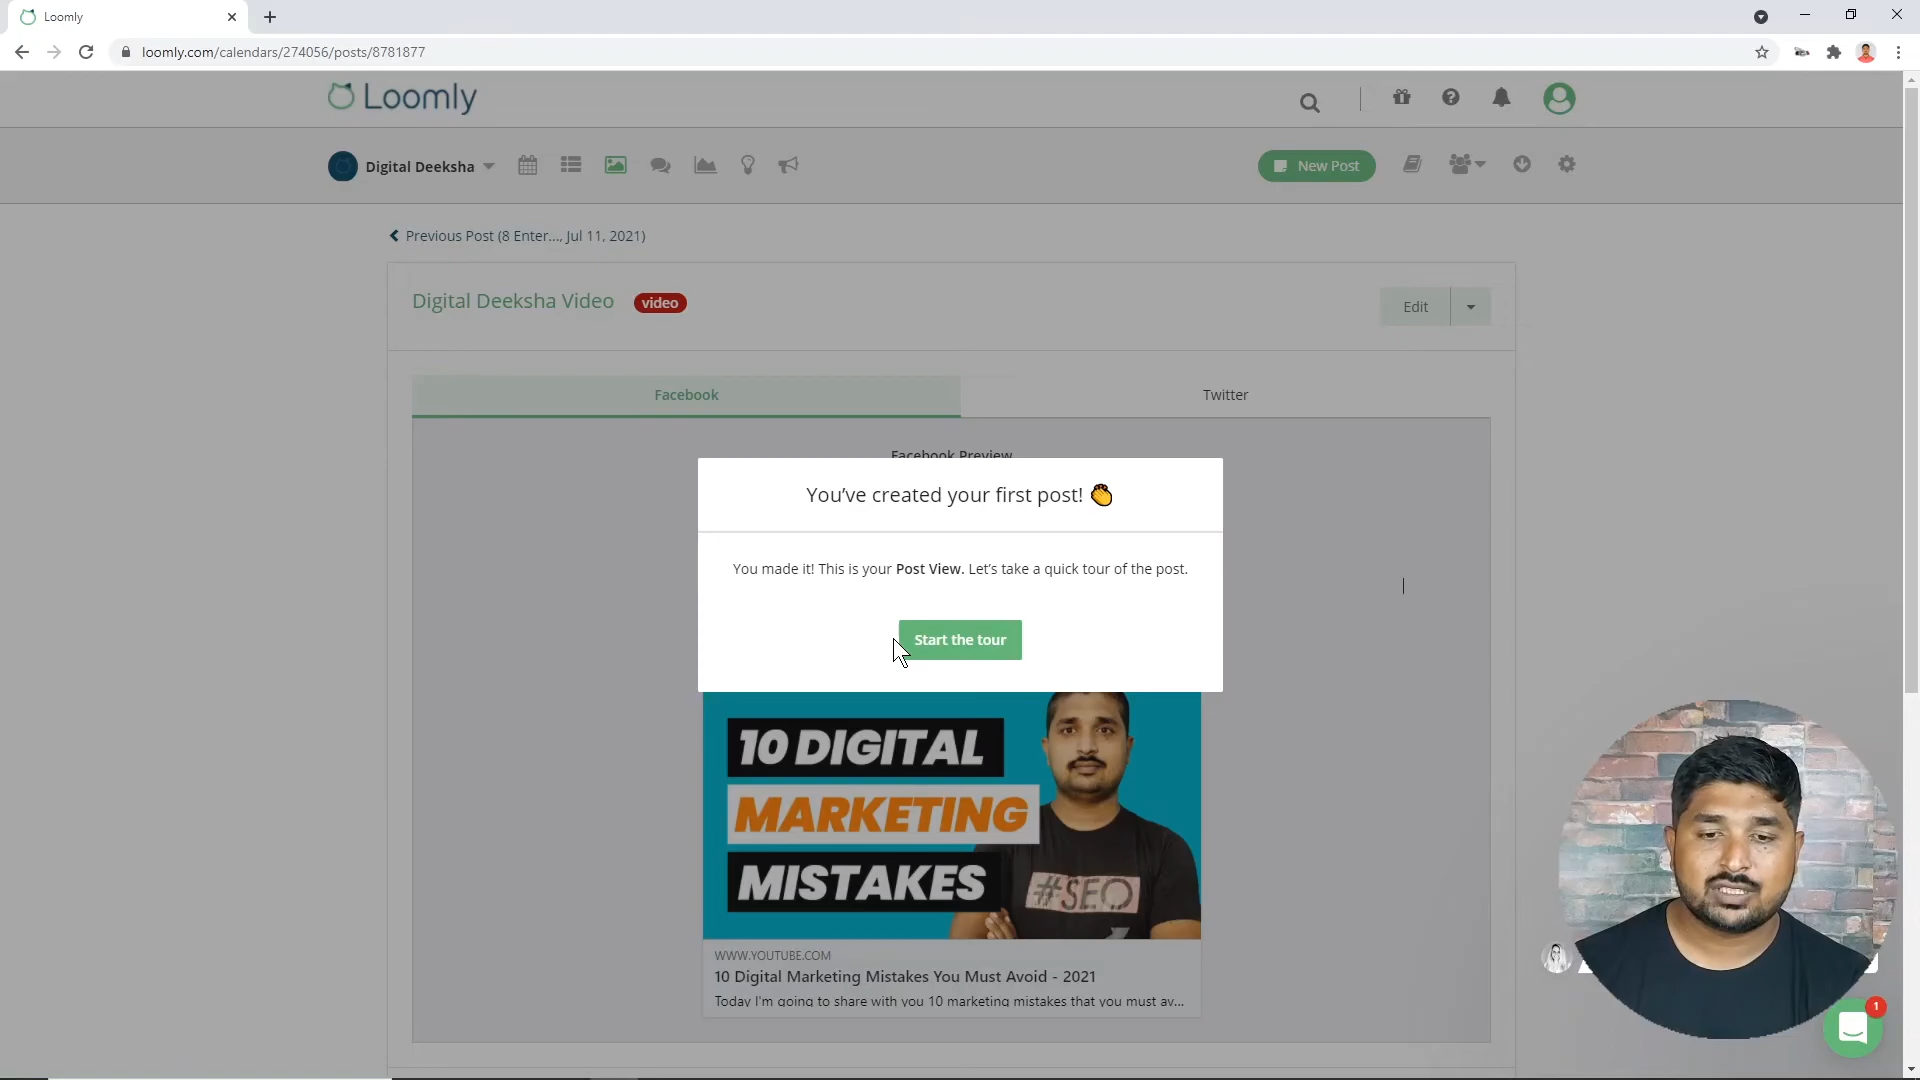 Loomly
loomly.com/calendars/274056/posts/8781877
Loomly
Digital Deeksha
New Post
Previous Post (8 Enter..., Jul 11, 2021)
Digital Deeksha Video
video
Edit
Facebook
Twitter
Facebook Preview
You’ve created your first post! 👏
You made it! This is your Post View. Let’s take a quick tour of the post.
Start the tour
10 DIGITAL
MARKETING
MISTAKES
#SEO
WWW.YOUTUBE.COM
10 Digital Marketing Mistakes You Must Avoid - 2021
Today I'm going to share with you 10 marketing mistakes that you must av...
1